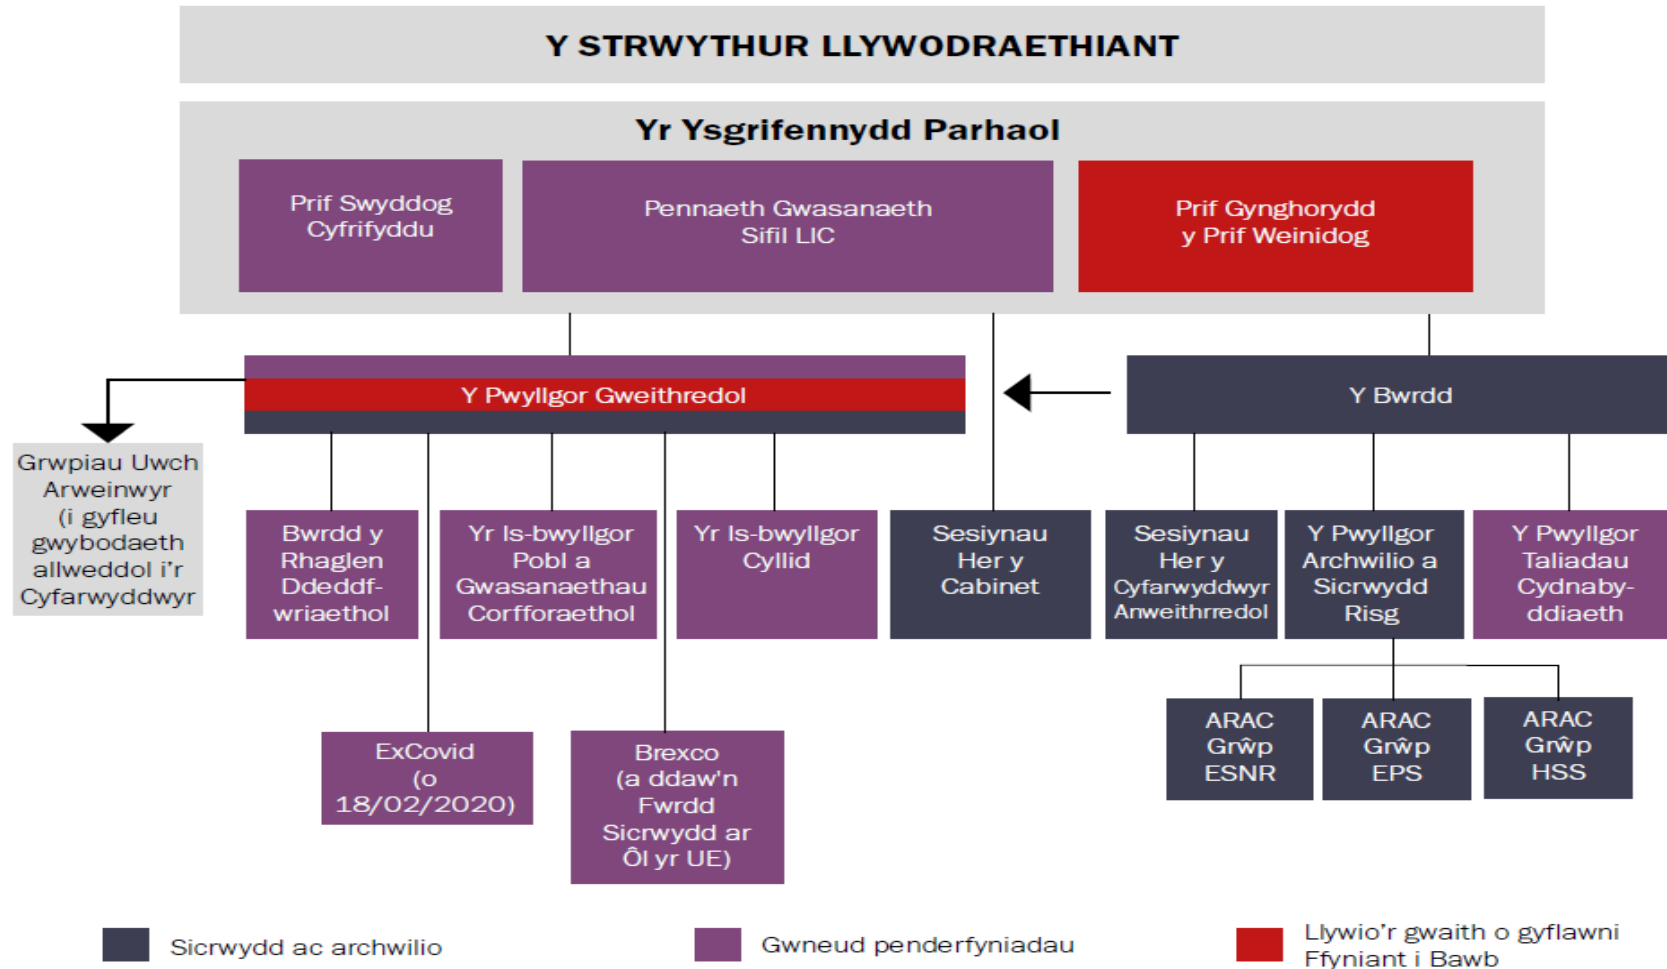 Y STRWYTHUR LLYWODRAETHIANT
Yr Ysgrifennydd Parhaol
Prif Swyddog
Cyfrifyddu
Pennaeth Gwasanaeth
Sifil LlC
Prif Gynghorydd
y Prif Weinidog
Y Pwyllgor Gweithredol
Y Bwrdd
Grwpiau Uwch
Arweinwyr
(i gyfleu
gwybodaeth
allweddol i'r
Cyfarwyddwyr
Bwrdd y
Rhaglen
Ddeddf-
wriaethol
Yr Is-bwyllgor
Pobl a
Gwasanaethau
Corfforaethol
Yr Is-bwyllgor
Cyllid
Sesiynau
Her y
Cabinet
Sesiynau
Her y
Cyfarwyddwyr
Anweithrredol
Y Pwyllgor
Archwilio a
Sicrwydd
Risg
Y Pwyllgor
Taliadau
Cydnaby-
ddiaeth
ExCovid
(o
18/02/2020)
Brexco
(a ddaw'n
Fwrdd
Sicrwydd ar
Ôl yr UE)
ARAC
Grŵp
ESNR
ARAC
Grŵp
EPS
ARAC
Grŵp
HSS
Sicrwydd ac archwilio
Gwneud penderfyniadau
Llywio'r gwaith o gyflawni
Ffyniant i Bawb